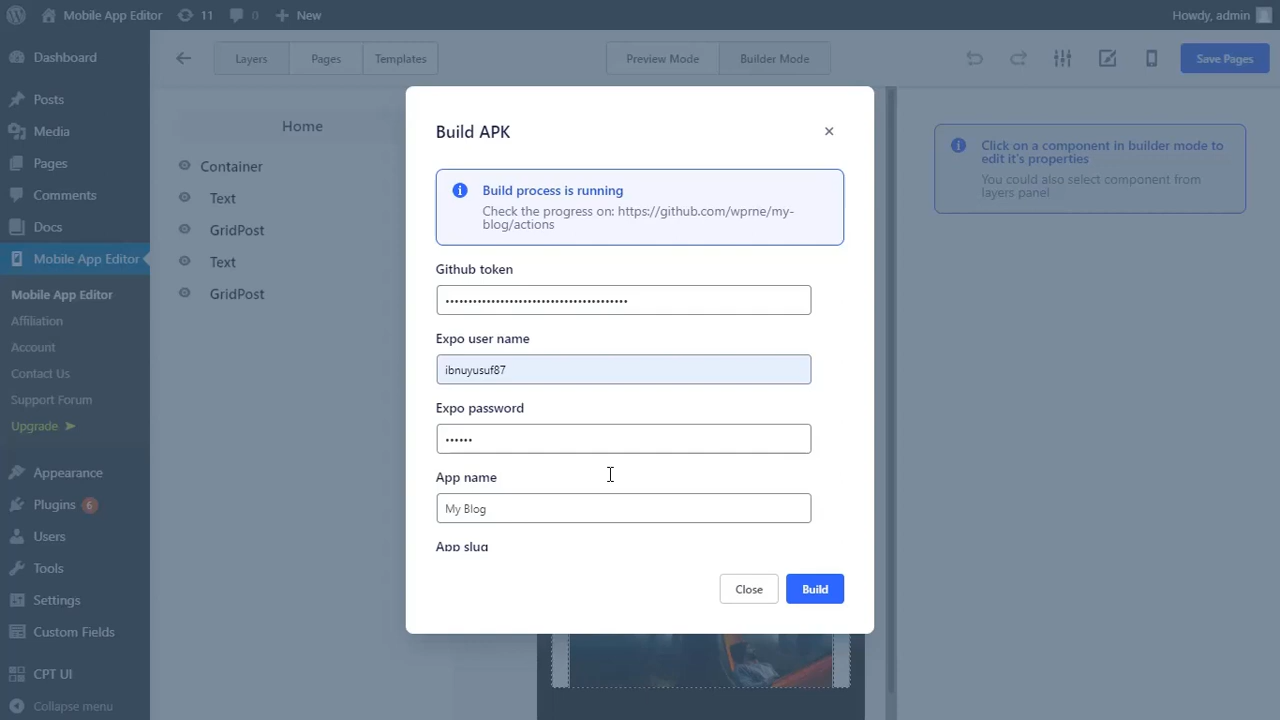 Mobile App Editor
11
0
New
Howdy, admin
Dashboard
Posts
Media
Pages
Comments
Docs
Mobile App Editor
Mobile App Editor
Affiliation
Account
Contact Us
Support Forum
Upgrade ➤
Appearance
Plugins 6
Users
Tools
Settings
Custom Fields
CPT UI
Collapse menu
Layers
Pages
Templates
Preview Mode
Builder Mode
Save Pages
Home
Container
Text
GridPost
Text
GridPost
Build APK
Build process is running
Check the progress on: https://github.com/wprne/my-
blog/actions
Github token
••••••••••••••••••••••••••••••••••••••••
Expo user name
ibnuyusuf87
Expo password
••••••
App name
My Blog
App slug
Close
Build
Click on a component in builder mode to
edit it's properties
You could also select component from
layers panel